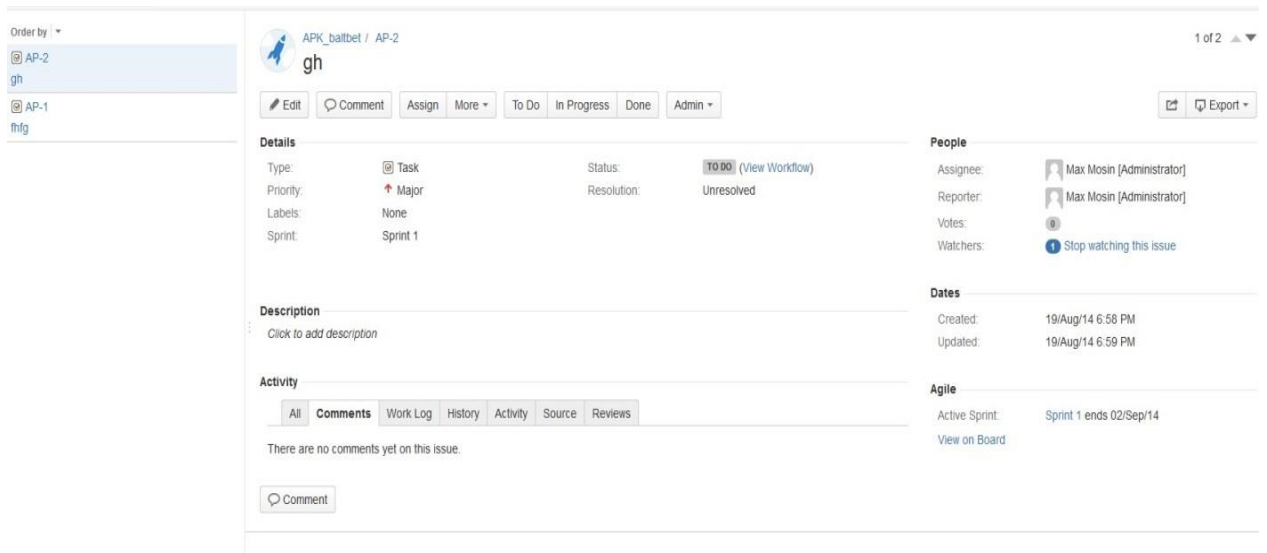 Order by
AP-2
gh
AP-1
fhfg
APK_baltbet / AP-2
gh
1 of 2
Edit Comment Assign More To Do In Progress Done Admin Export
Details
Type: Task
Priority: Major
Labels: None
Sprint: Sprint 1
Status: TO DO (View Workflow)
Resolution: Unresolved
Description
Click to add description
Activity
All Comments Work Log History Activity Source Reviews
There are no comments yet on this issue.
Comment
People
Assignee: Max Mosin [Administrator]
Reporter: Max Mosin [Administrator]
Votes: 0
Watchers: 1 Stop watching this issue
Dates
Created: 19/Aug/14 6:58 PM
Updated: 19/Aug/14 6:59 PM
Agile
Active Sprint: Sprint 1 ends 02/Sep/14
View on Board